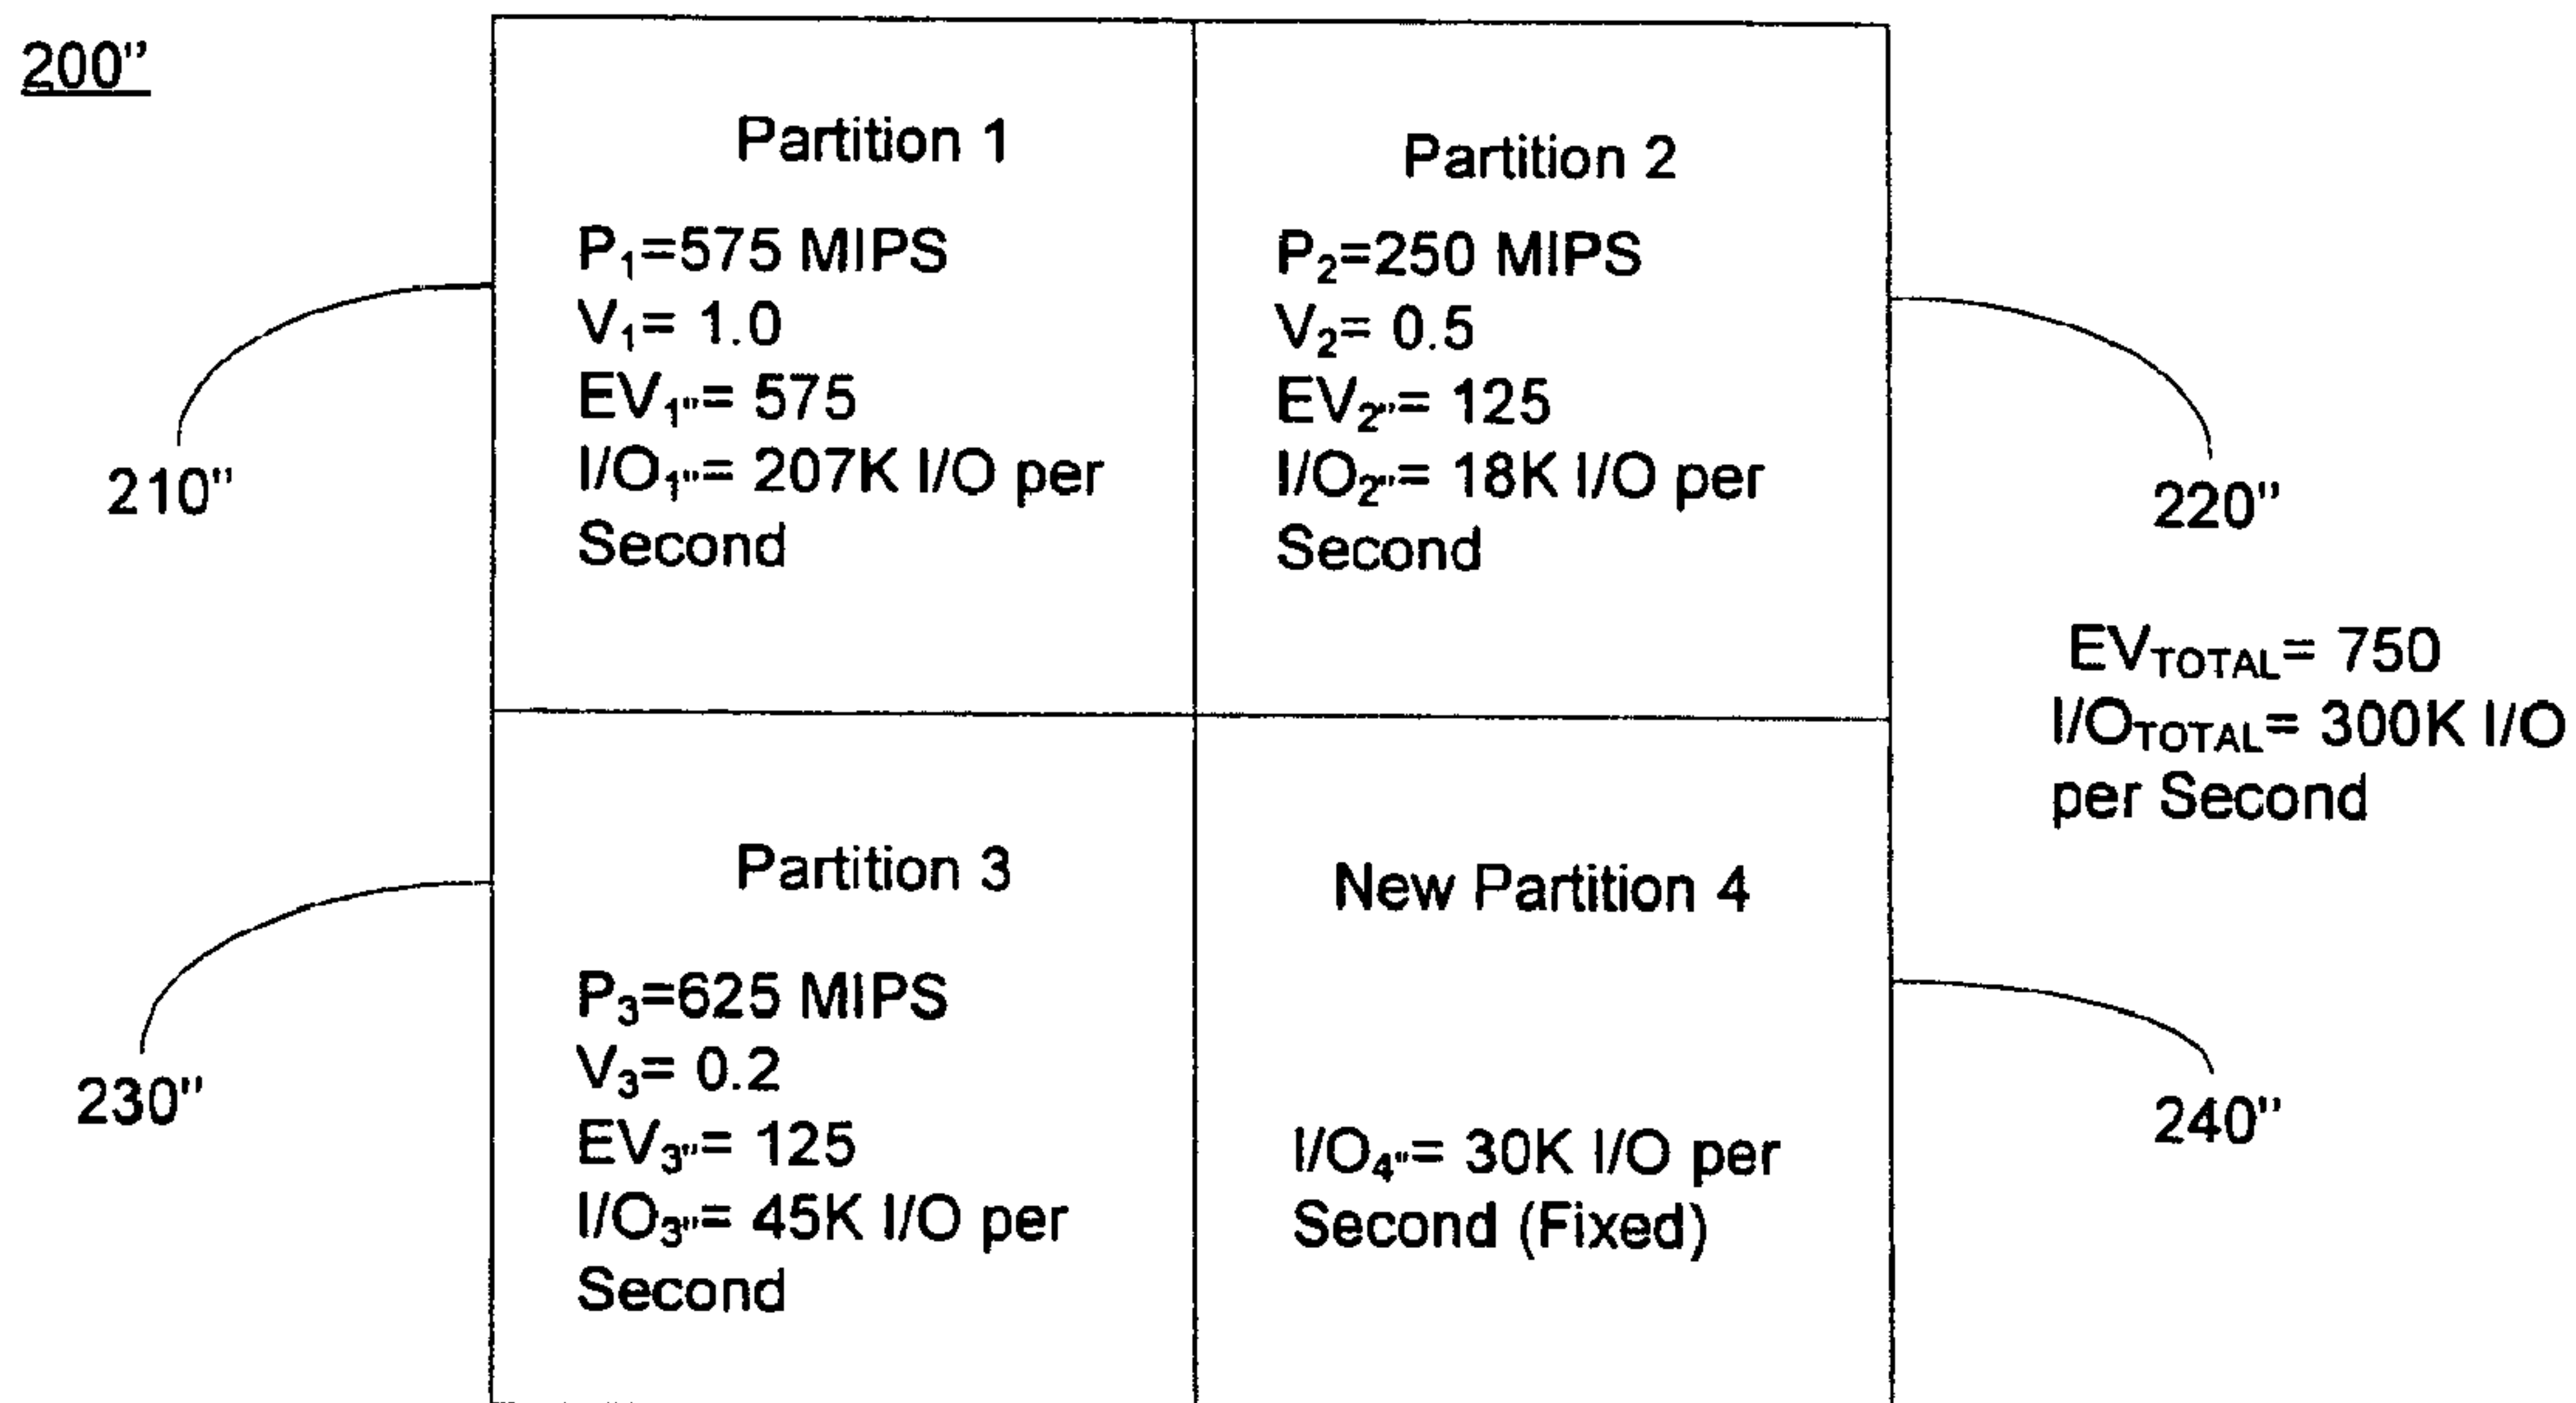 200"
Partition 1
P₁=575 MIPS
V₁= 1.0
EV₁"= 575
I/O₁"= 207K I/O per
Second
210"
Partition 2
P₂=250 MIPS
V₂= 0.5
EV₂"= 125
I/O₂"= 18K I/O per
Second
220"
EVTOTAL= 750
I/OTOTAL= 300K I/O
per Second
Partition 3
P₃=625 MIPS
V₃= 0.2
EV₃"= 125
I/O₃"= 45K I/O per
Second
230"
New Partition 4
I/O₄"= 30K I/O per
Second (Fixed)
240"